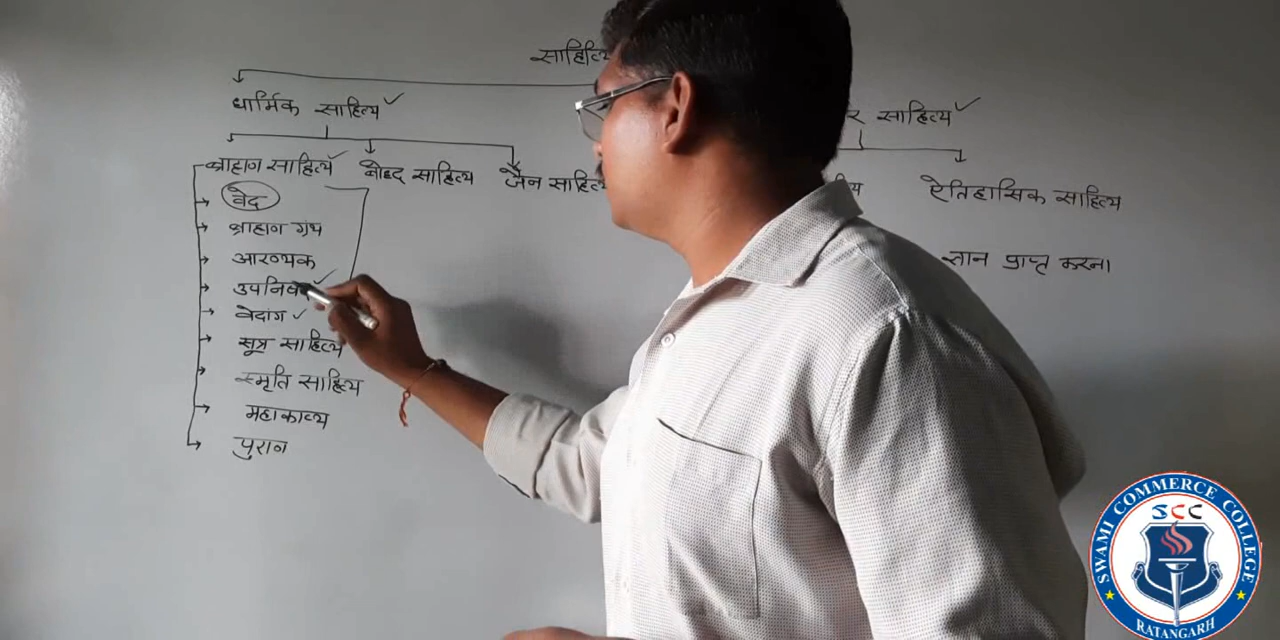 धार्मिक साहित्य
र साहित्य
ब्राह्मण साहित्य
बौद्द साहित्य
जैन साहित्
ऐतिहासिक साहित्य
वेद
ब्राह्मण ग्रंथ
ज्ञान प्राप्त करना
आरण्यक
वेदांग
सूत्र साहित्य
स्मृति साहित्य
महाकाव्य
पुरान
SWAMI COMMERCE COLLEGE
SCC
RATANGARH